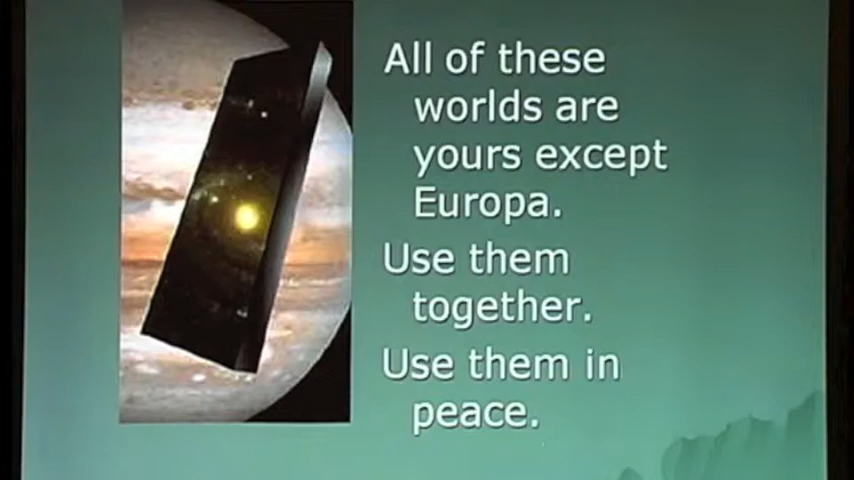 All of these
worlds are
yours except
Europa.
Use them
together.
Use them in
peace.